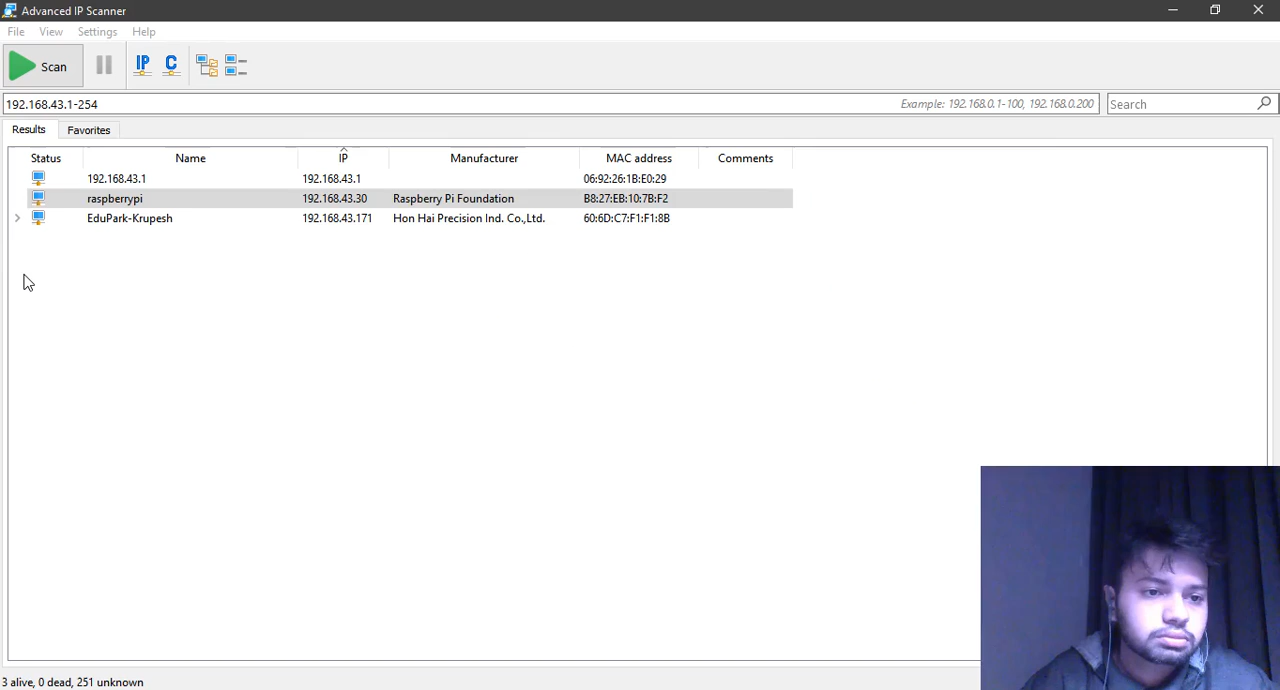 Advanced IP Scanner
File View Settings Help
Scan IP C
192.168.43.1-254 Example: 192.168.0.1-100, 192.168.0.200 Search
Results Favorites
Status Name IP Manufacturer MAC address Comments
192.168.43.1 192.168.43.1 06:92:26:1B:E0:29
raspberrypi 192.168.43.30 Raspberry Pi Foundation B8:27:EB:10:7B:F2
EduPark-Krupesh 192.168.43.171 Hon Hai Precision Ind. Co.,Ltd. 60:6D:C7:F1:F1:8B
3 alive, 0 dead, 251 unknown